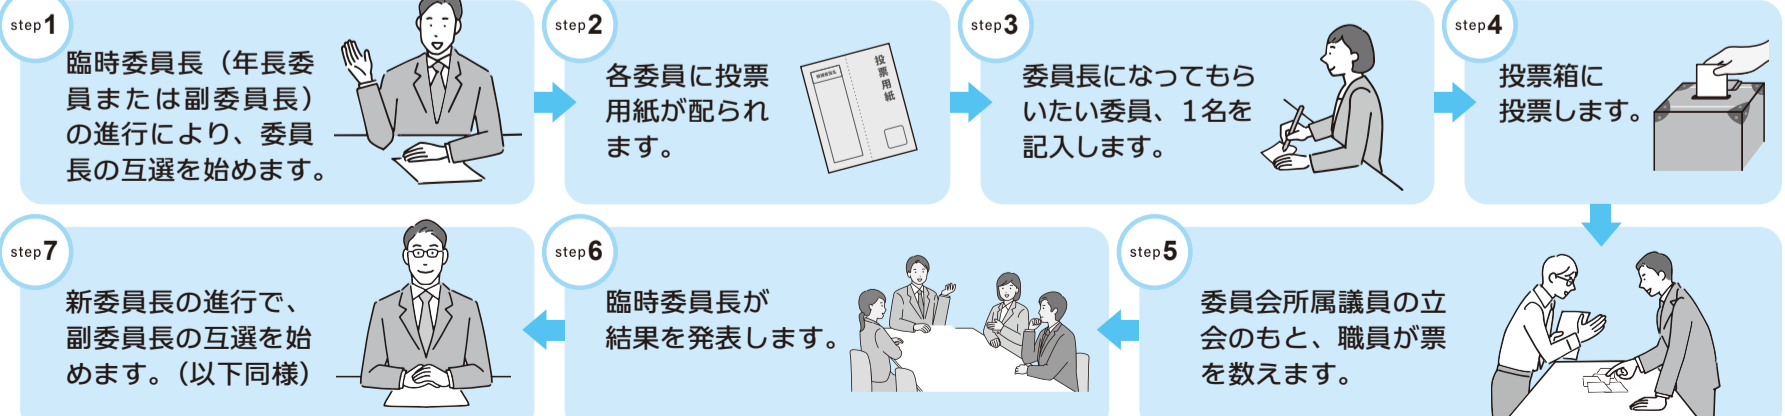 step1
臨時委員長（年長委
員または副委員長）
の進行により、委員
長の互選を始めます。
step2
各委員に投票
用紙が配られ
ます。
投票用紙
step3
委員長になってもら
いたい委員、1名を
記入します。
step4
投票箱に
投票します。
step5
委員会所属議員の立
会のもと、職員が票
を数えます。
step6
臨時委員長が
結果を発表します。
step7
新委員長の進行で、
副委員長の互選を始
めます。（以下同様）